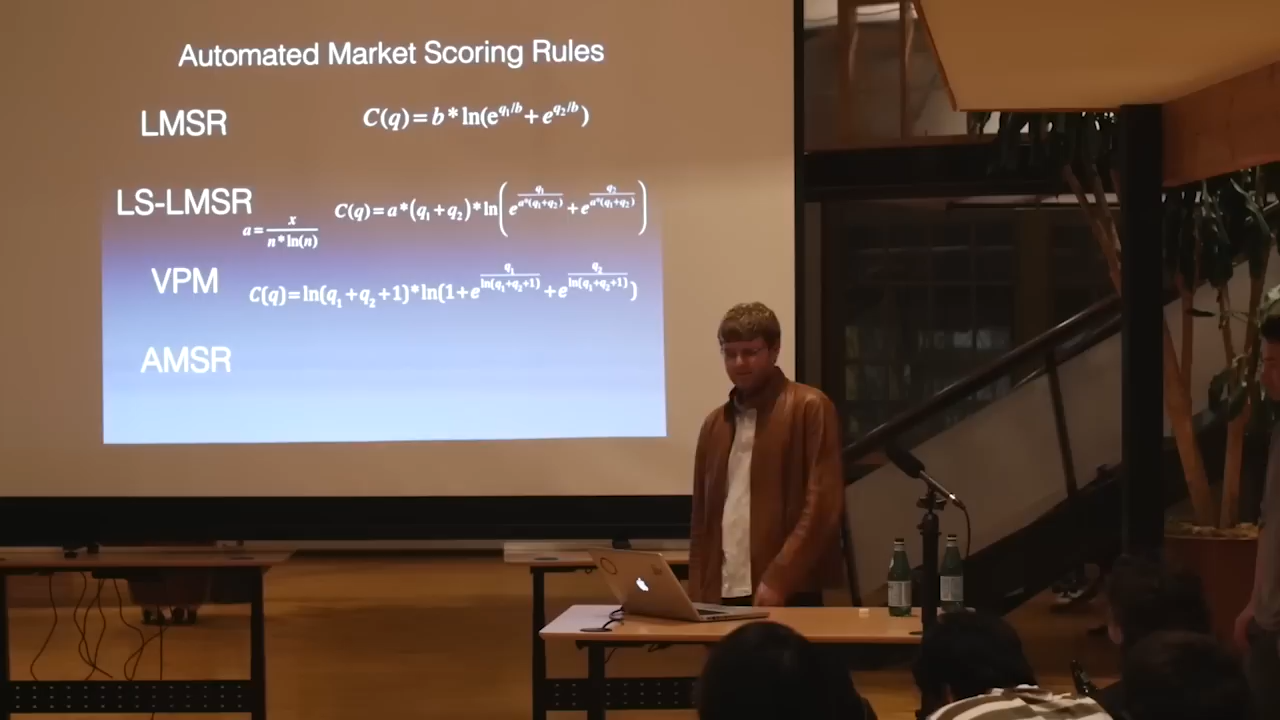 Automated Market Scoring Rules
LMSR C(q) = b * ln(e^(q₁/b) + e^(q₂/b))
LS-LMSR a = x / (n * ln(n)) C(q) = a * (q₁ + q₂) * ln(e^(q₁ / (a*(q₁+q₂))) + e^(q₂ / (a*(q₁+q₂))))
VPM C(q) = ln(q₁ + q₂ + 1) * ln(1 + e^(q₁ / ln(q₁+q₂+1)) + e^(q₂ / ln(q₁+q₂+1)))
AMSR